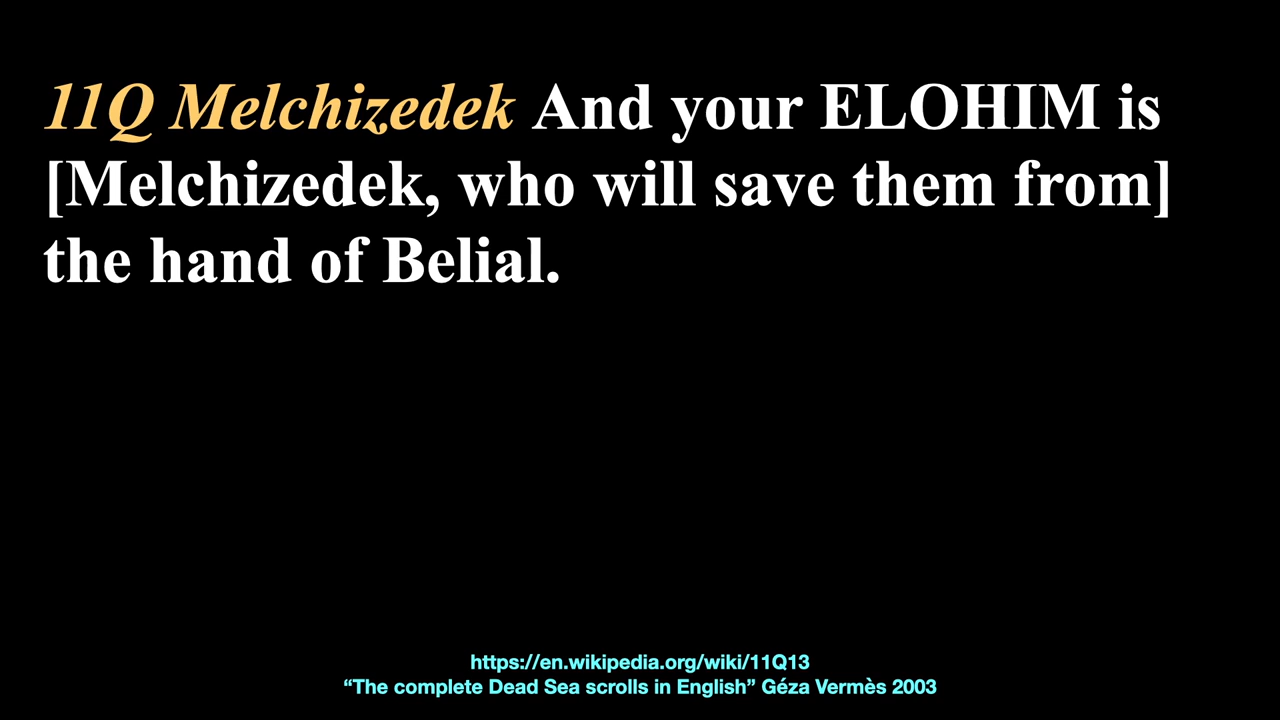 11Q Melchizedek And your ELOHIM is
[Melchizedek, who will save them from]
the hand of Belial.
https://en.wikipedia.org/wiki/11Q13
“The complete Dead Sea scrolls in English” Géza Vermès 2003